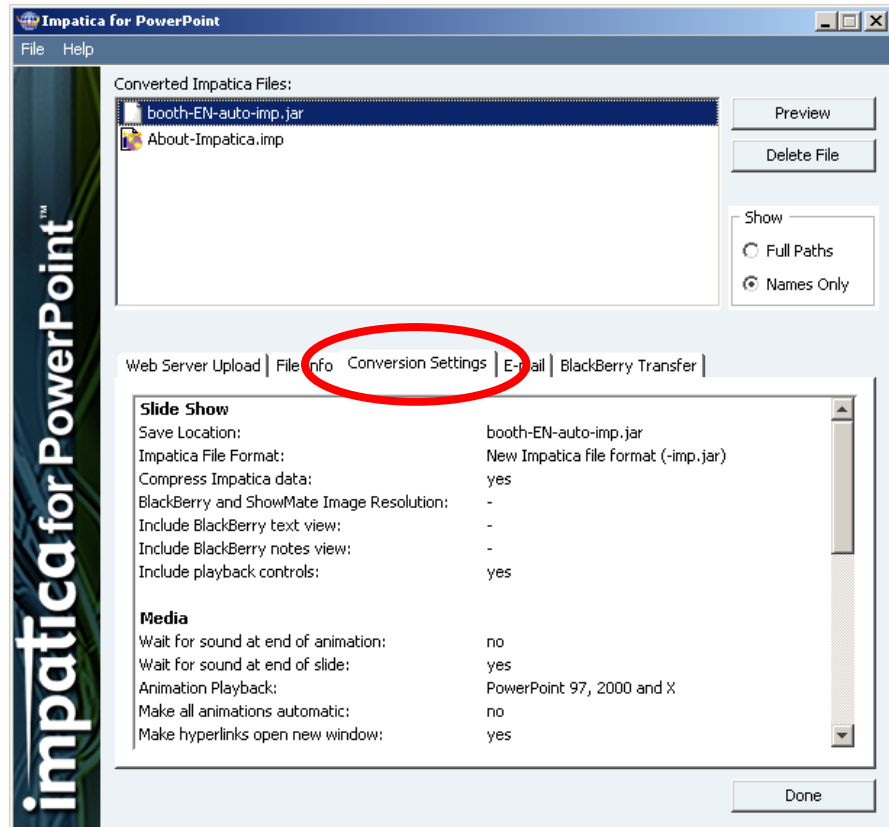 Impatica for PowerPoint
File Help
Converted Impatica Files:
booth-EN-auto-imp.jar
About-Impatica.imp
Preview
Delete File
Show
Full Paths
Names Only
impatica for PowerPoint™
Web Server Upload File Info Conversion Settings E-mail BlackBerry Transfer
Slide Show
Save Location: booth-EN-auto-imp.jar
Impatica File Format: New Impatica file format (-imp.jar)
Compress Impatica data: yes
BlackBerry and ShowMate Image Resolution: -
Include BlackBerry text view: -
Include BlackBerry notes view: -
Include playback controls: yes
Media
Wait for sound at end of animation: no
Wait for sound at end of slide: yes
Animation Playback: PowerPoint 97, 2000 and X
Make all animations automatic: no
Make hyperlinks open new window: yes
Done